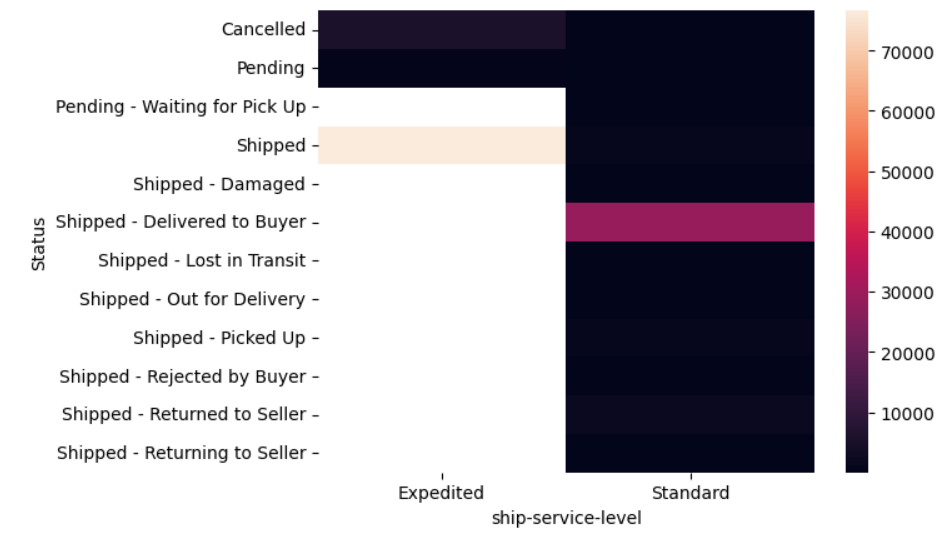 Cancelled
Pending
Pending - Waiting for Pick Up
Shipped
Shipped - Damaged
Shipped - Delivered to Buyer
Shipped - Lost in Transit
Shipped - Out for Delivery
Shipped - Picked Up
Shipped - Rejected by Buyer
Shipped - Returned to Seller
Shipped - Returning to Seller
Status
Expedited
Standard
ship-service-level
70000
60000
50000
40000
30000
20000
10000